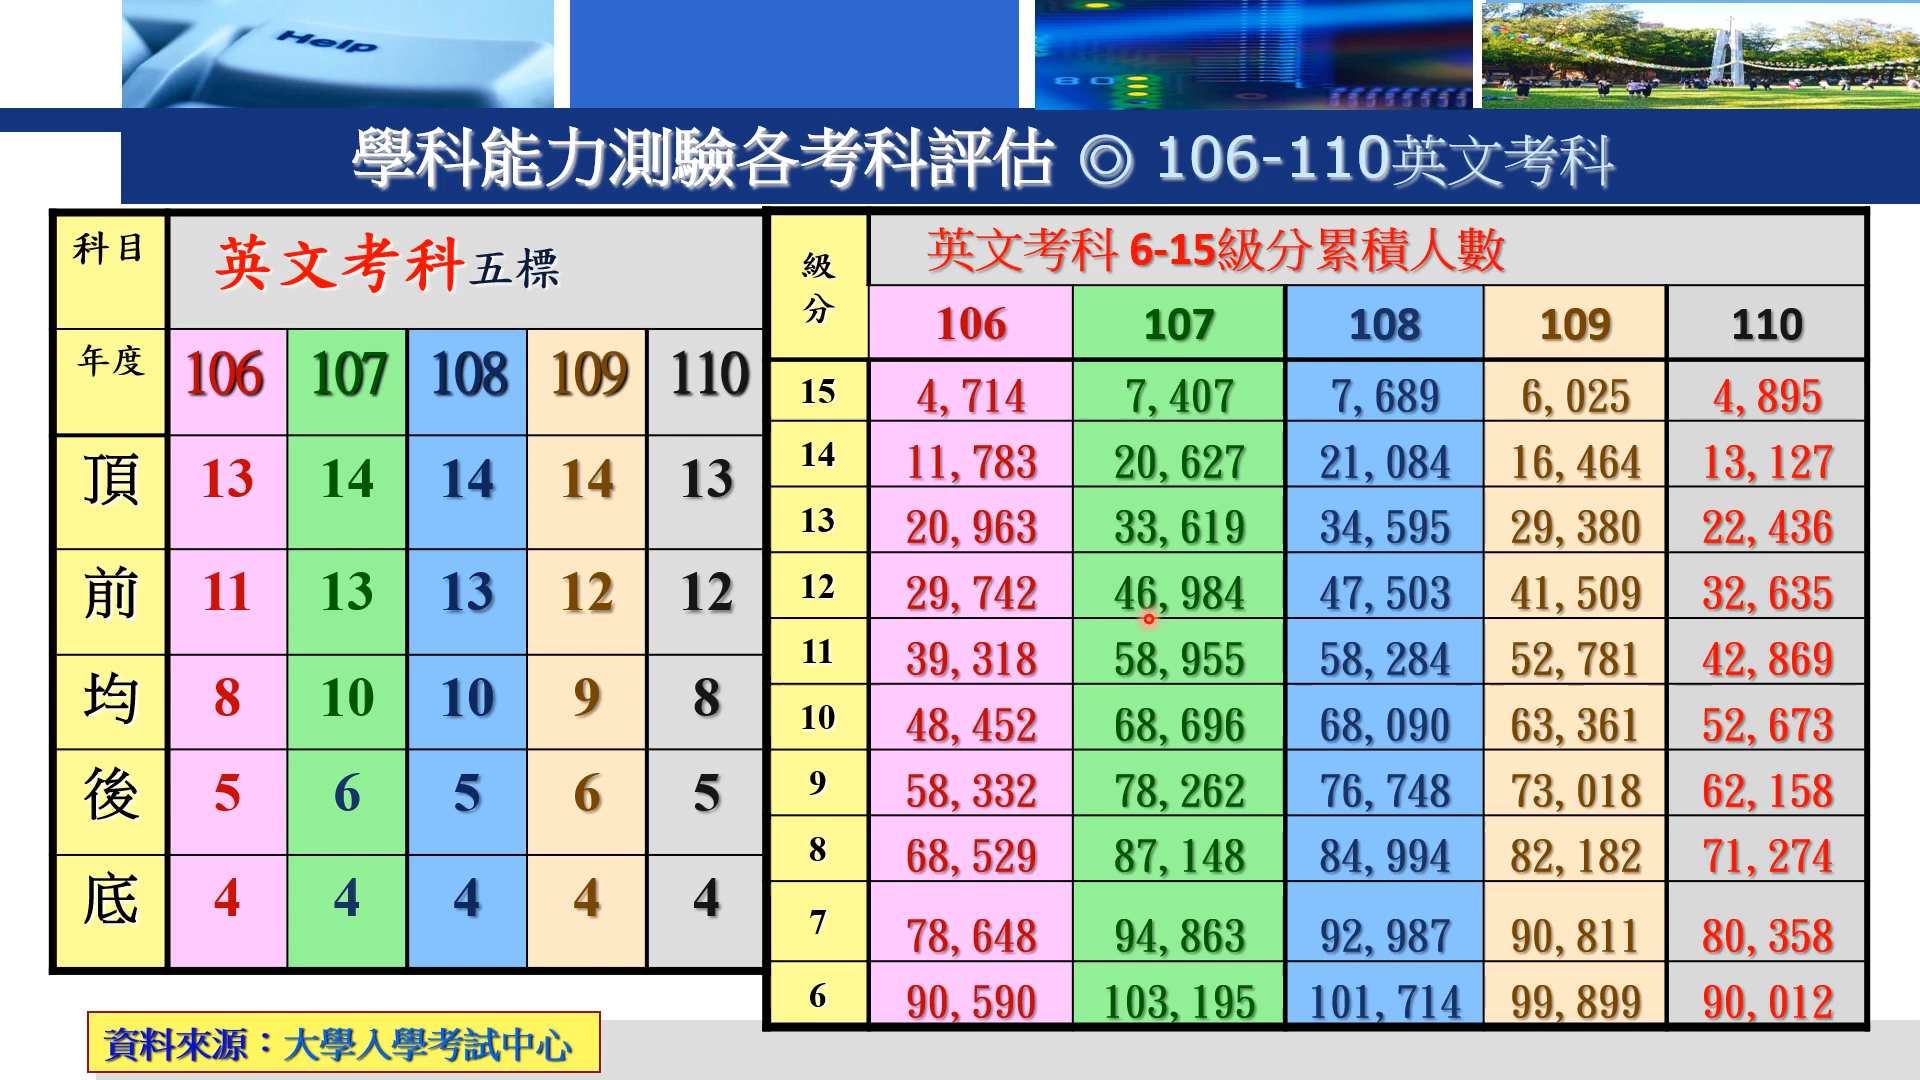 Help
80
學科能力測驗各考科評估 ◎ 106-110英文考科
科目 英文考科五標
年度 106 107 108 109 110
頂 13 14 14 14 13
前 11 13 13 12 12
均 8 10 10 9 8
後 5 6 5 6 5
底 4 4 4 4 4
級分 英文考科 6-15級分累積人數
106 107 108 109 110
15 4,714 7,407 7,689 6,025 4,895
14 11,783 20,627 21,084 16,464 13,127
13 20,963 33,619 34,595 29,380 22,436
12 29,742 46,984 47,503 41,509 32,635
11 39,318 58,955 58,284 52,781 42,869
10 48,452 68,696 68,090 63,361 52,673
9 58,332 78,262 76,748 73,018 62,158
8 68,529 87,148 84,994 82,182 71,274
7 78,648 94,863 92,987 90,811 80,358
6 90,590 103,195 101,714 99,899 90,012
資料來源：大學入學考試中心